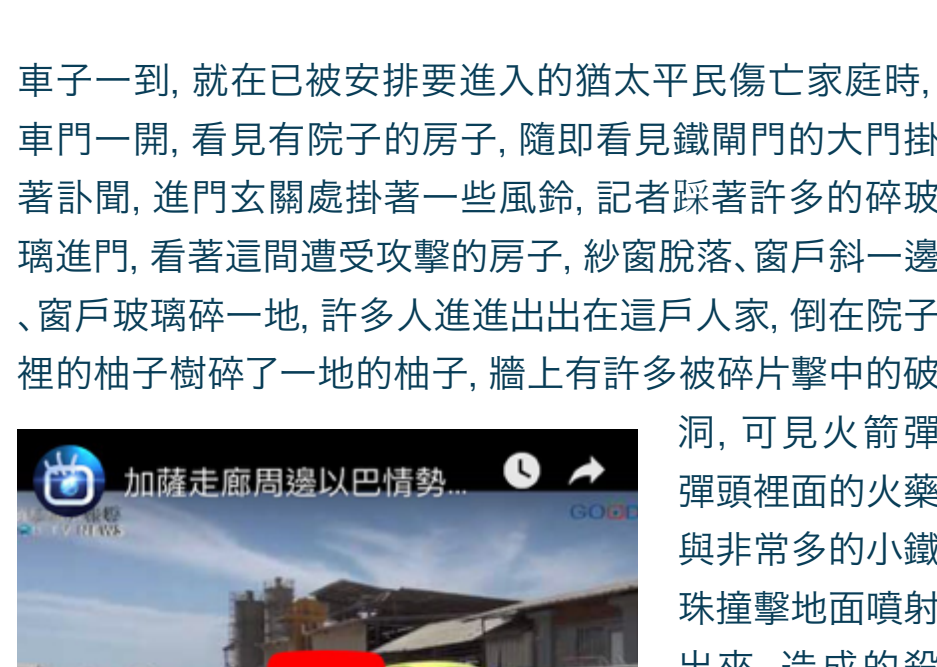 車子一到, 就在已被安排要進入的猶太平民傷亡家庭時,
車門一開, 看見有院子的房子, 隨即看見鐵閘門的大門掛
著訃聞, 進門玄關處掛著一些風鈴, 記者踩著許多的碎玻
璃進門, 看著這間遭受攻擊的房子, 紗窗脫落、窗戶斜一邊
、窗戶玻璃碎一地, 許多人進進出出在這戶人家, 倒在院子
裡的柚子樹碎了一地的柚子, 牆上有許多被碎片擊中的破
洞, 可見火箭彈
彈頭裡面的火藥
與非常多的小鐵
珠撞擊地面噴射
出來, 造成的殺
加薩走廊周邊以巴情勢...
GOOD
NEWS